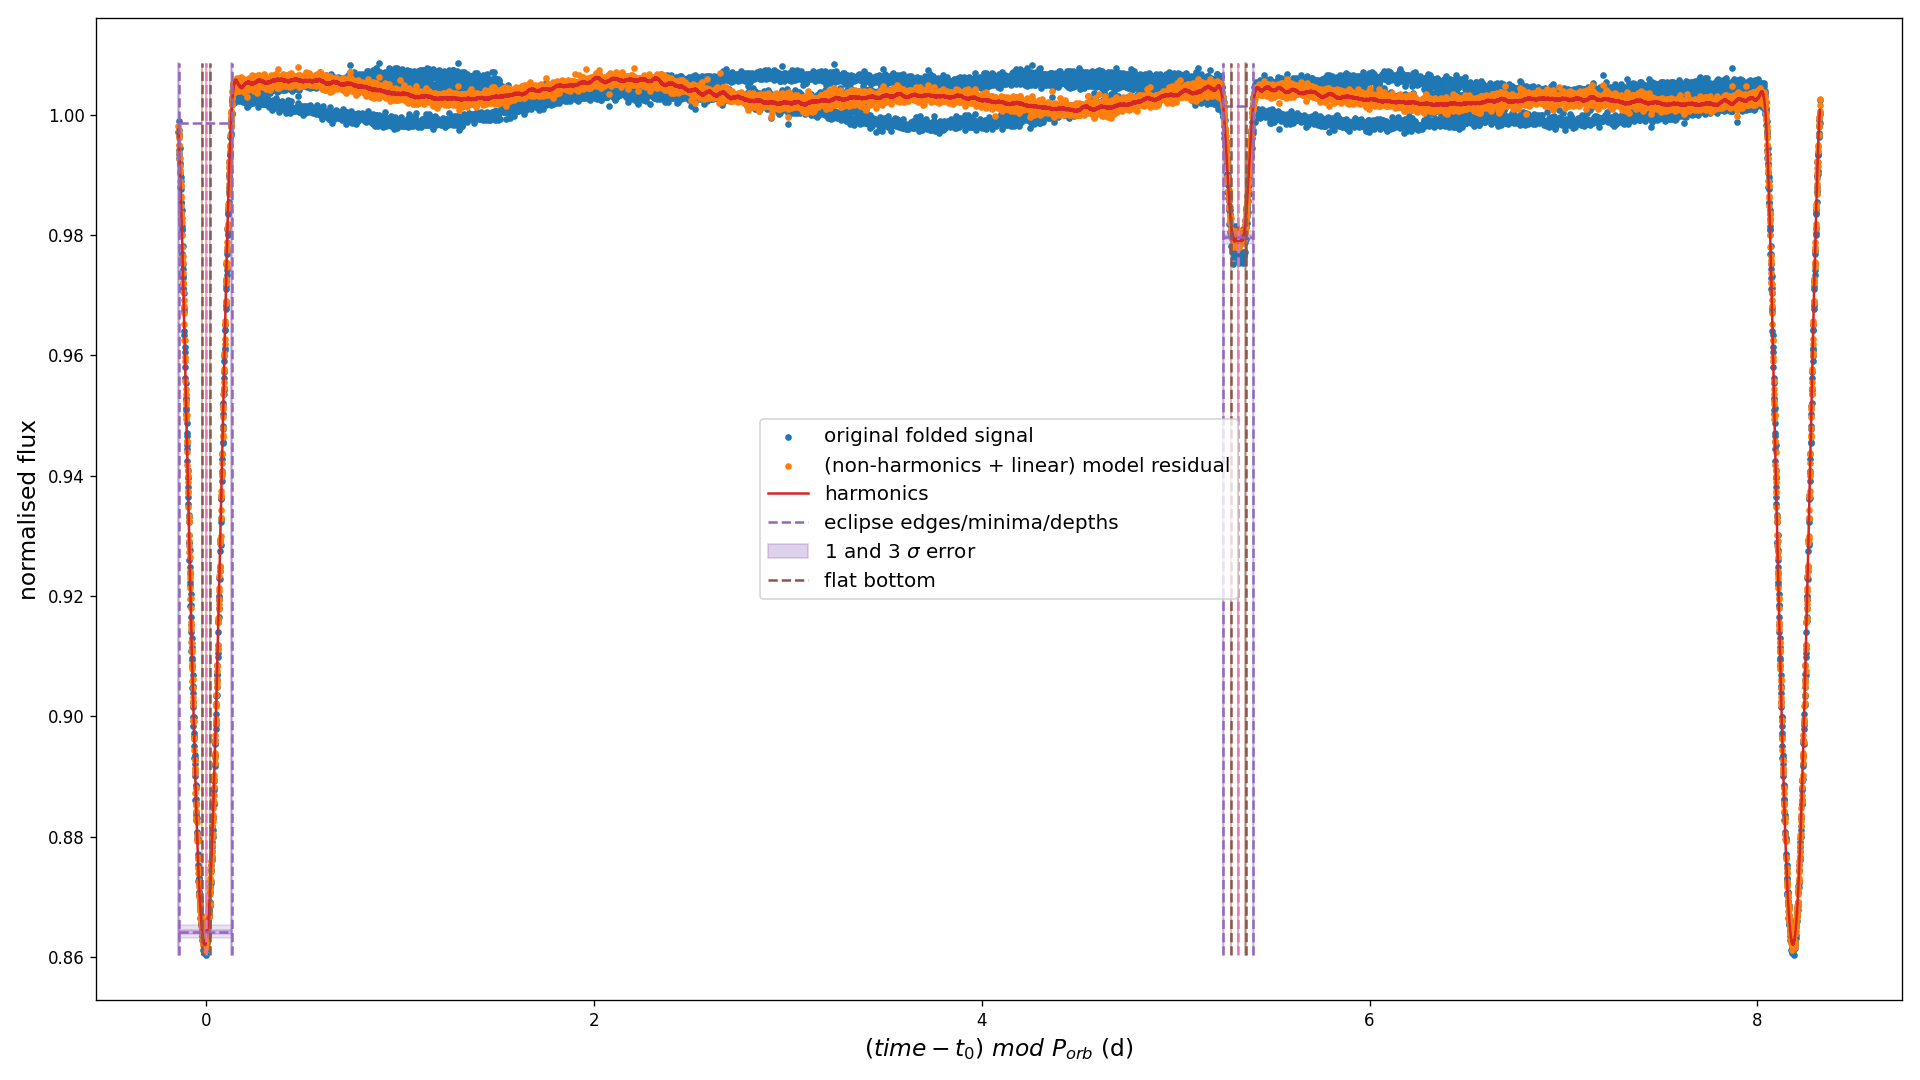 1.00
0.98
0.96
0.94
0.92
0.90
0.88
0.86
normalised flux
original folded signal
(non-harmonics + linear) model residual
harmonics
eclipse edges/minima/depths
1 and 3 σ error
flat bottom
0
2
4
6
8
(time − t₀) mod Pₒᵣb (d)